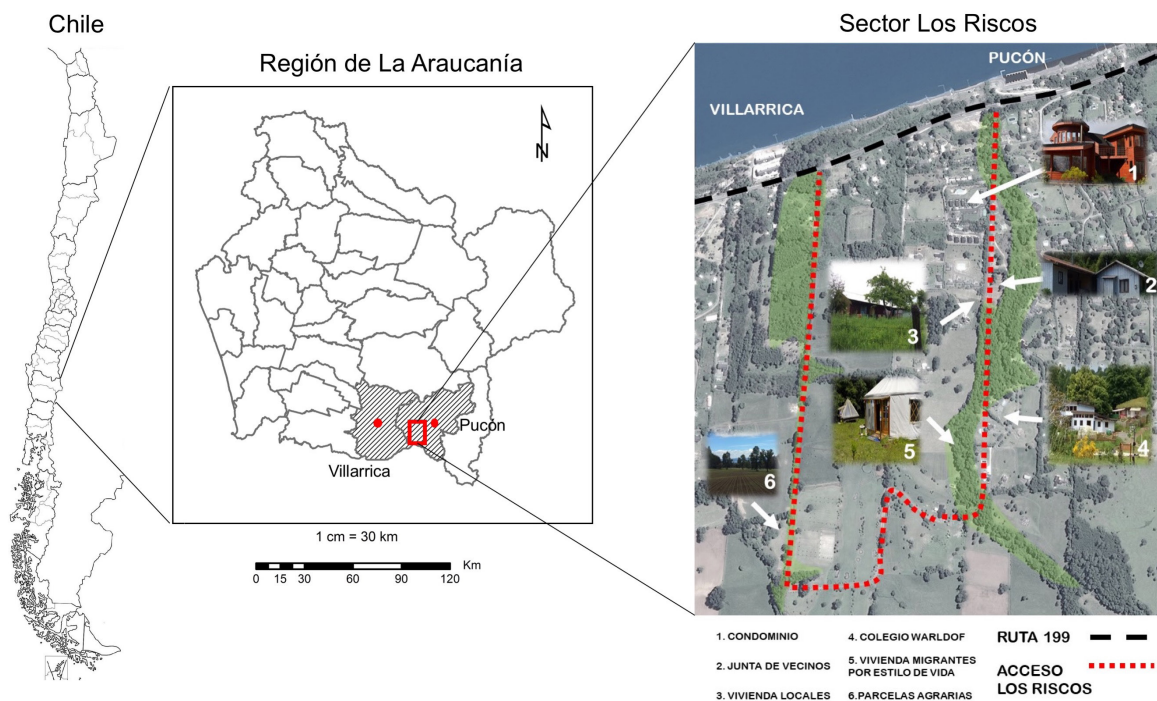 Chile
Región de La Araucanía
N
Pucón
Villarrica
1 cm = 30 km
0 15 30 60 90 120 Km
Sector Los Riscos
PUCÓN
VILLARRICA
1
2
3
4
5
6
1. CONDOMINIO
2. JUNTA DE VECINOS
3. VIVIENDA LOCALES
4. COLEGIO WARLDOF
5. VIVIENDA MIGRANTES
POR ESTILO DE VIDA
6.PARCELAS AGRARIAS
RUTA 199
ACCESO
LOS RISCOS